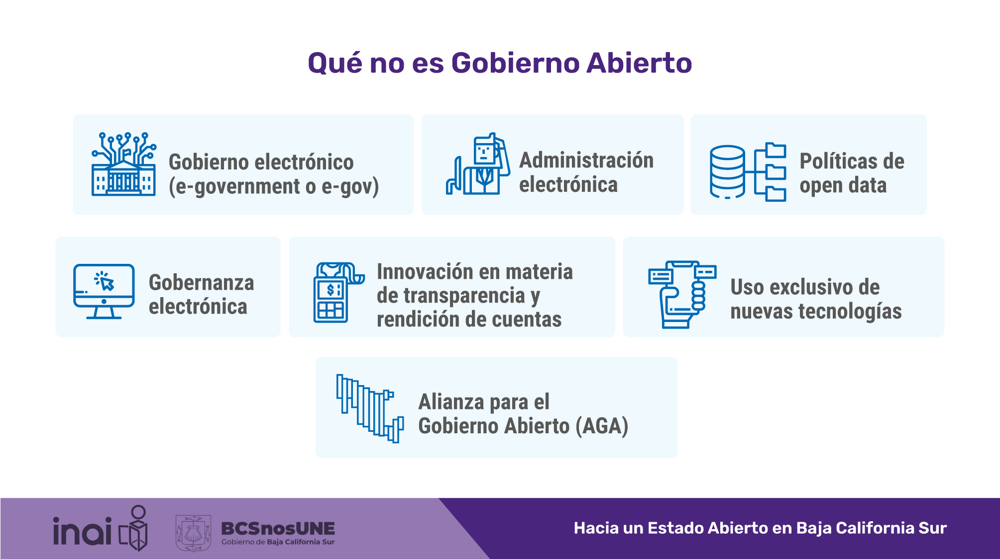 Qué no es Gobierno Abierto
Gobierno electrónico
(e-government o e-gov)
Administración
electrónica
Políticas de
open data
Gobernanza
electrónica
$
Innovación en materia
de transparencia y
rendición de cuentas
Uso exclusivo de
nuevas tecnologías
Alianza para el
Gobierno Abierto (AGA)
inai
BCSnosUNE
Gobierno de Baja California Sur
Hacia un Estado Abierto en Baja California Sur